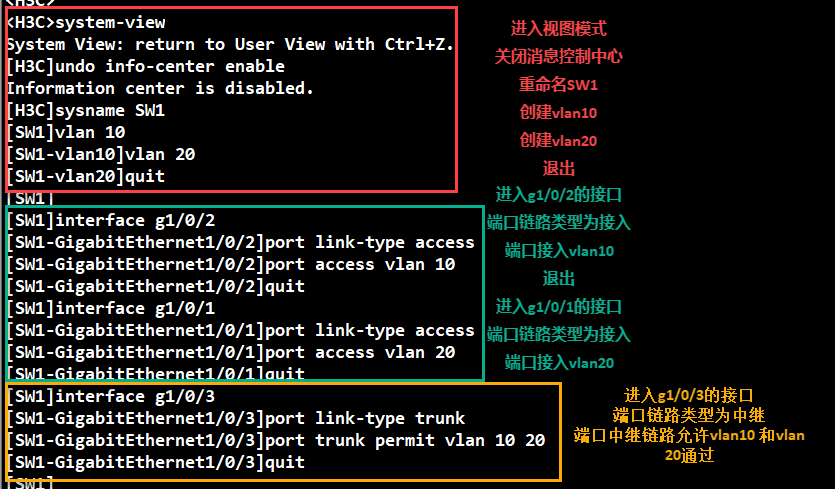 <H3C>
<H3C>system-view
System View: return to User View with Ctrl+Z.
[H3C]undo info-center enable
Information center is disabled.
[H3C]sysname SW1
[SW1]vlan 10
[SW1-vlan10]vlan 20
[SW1-vlan20]quit
[SW1]
[SW1]interface g1/0/2
[SW1-GigabitEthernet1/0/2]port link-type access
[SW1-GigabitEthernet1/0/2]port access vlan 10
[SW1-GigabitEthernet1/0/2]quit
[SW1]interface g1/0/1
[SW1-GigabitEthernet1/0/1]port link-type access
[SW1-GigabitEthernet1/0/1]port access vlan 20
[SW1-GigabitEthernet1/0/1]quit
[SW1]interface g1/0/3
[SW1-GigabitEthernet1/0/3]port link-type trunk
[SW1-GigabitEthernet1/0/3]port trunk permit vlan 10 20
[SW1-GigabitEthernet1/0/3]quit
[SW1]
进入视图模式
关闭消息控制中心
重命名SW1
创建vlan10
创建vlan20
退出
进入g1/0/2的接口
端口链路类型为接入
端口接入vlan10
退出
进入g1/0/1的接口
端口链路类型为接入
端口接入vlan20
进入g1/0/3的接口
端口链路类型为中继
端口中继链路允许vlan10 和vlan
20通过